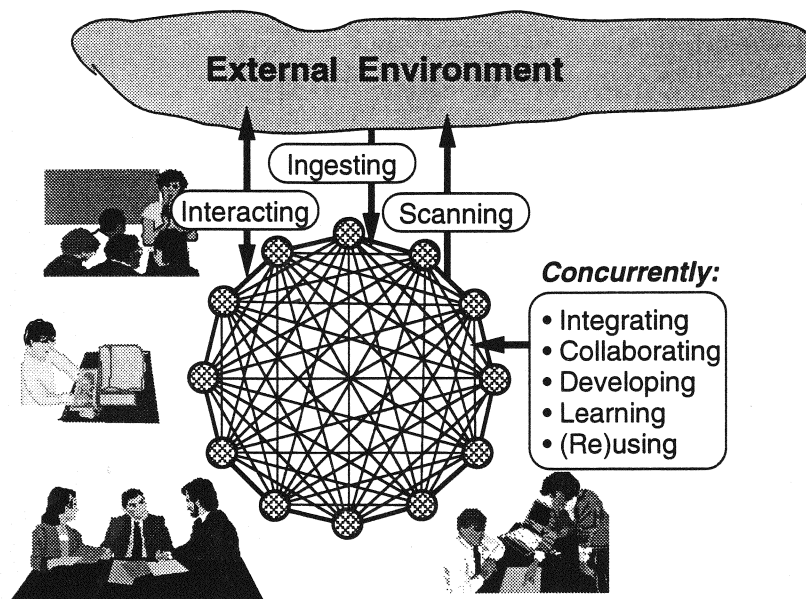 External Environment
Ingesting
Interacting
Scanning
Concurrently:
• Integrating
• Collaborating
• Developing
• Learning
• (Re)using